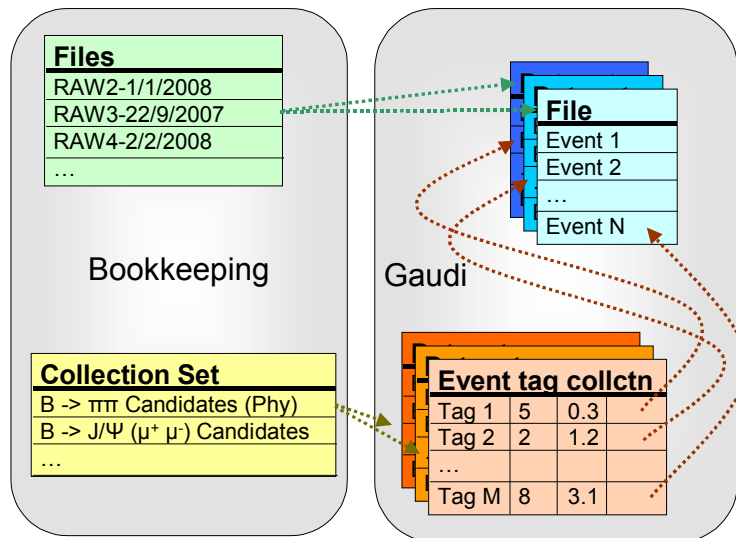 Files
RAW2-1/1/2008
RAW3-22/9/2007
RAW4-2/2/2008
…
Bookkeeping
Collection Set
B -> ππ Candidates (Phy)
B -> J/Ψ (μ⁺ μ⁻) Candidates
…
File
Event 1
Event 2
…
Event N
Gaudi
Event tag collctn
Tag 1 5 0.3
Tag 2 2 1.2
…
Tag M 8 3.1